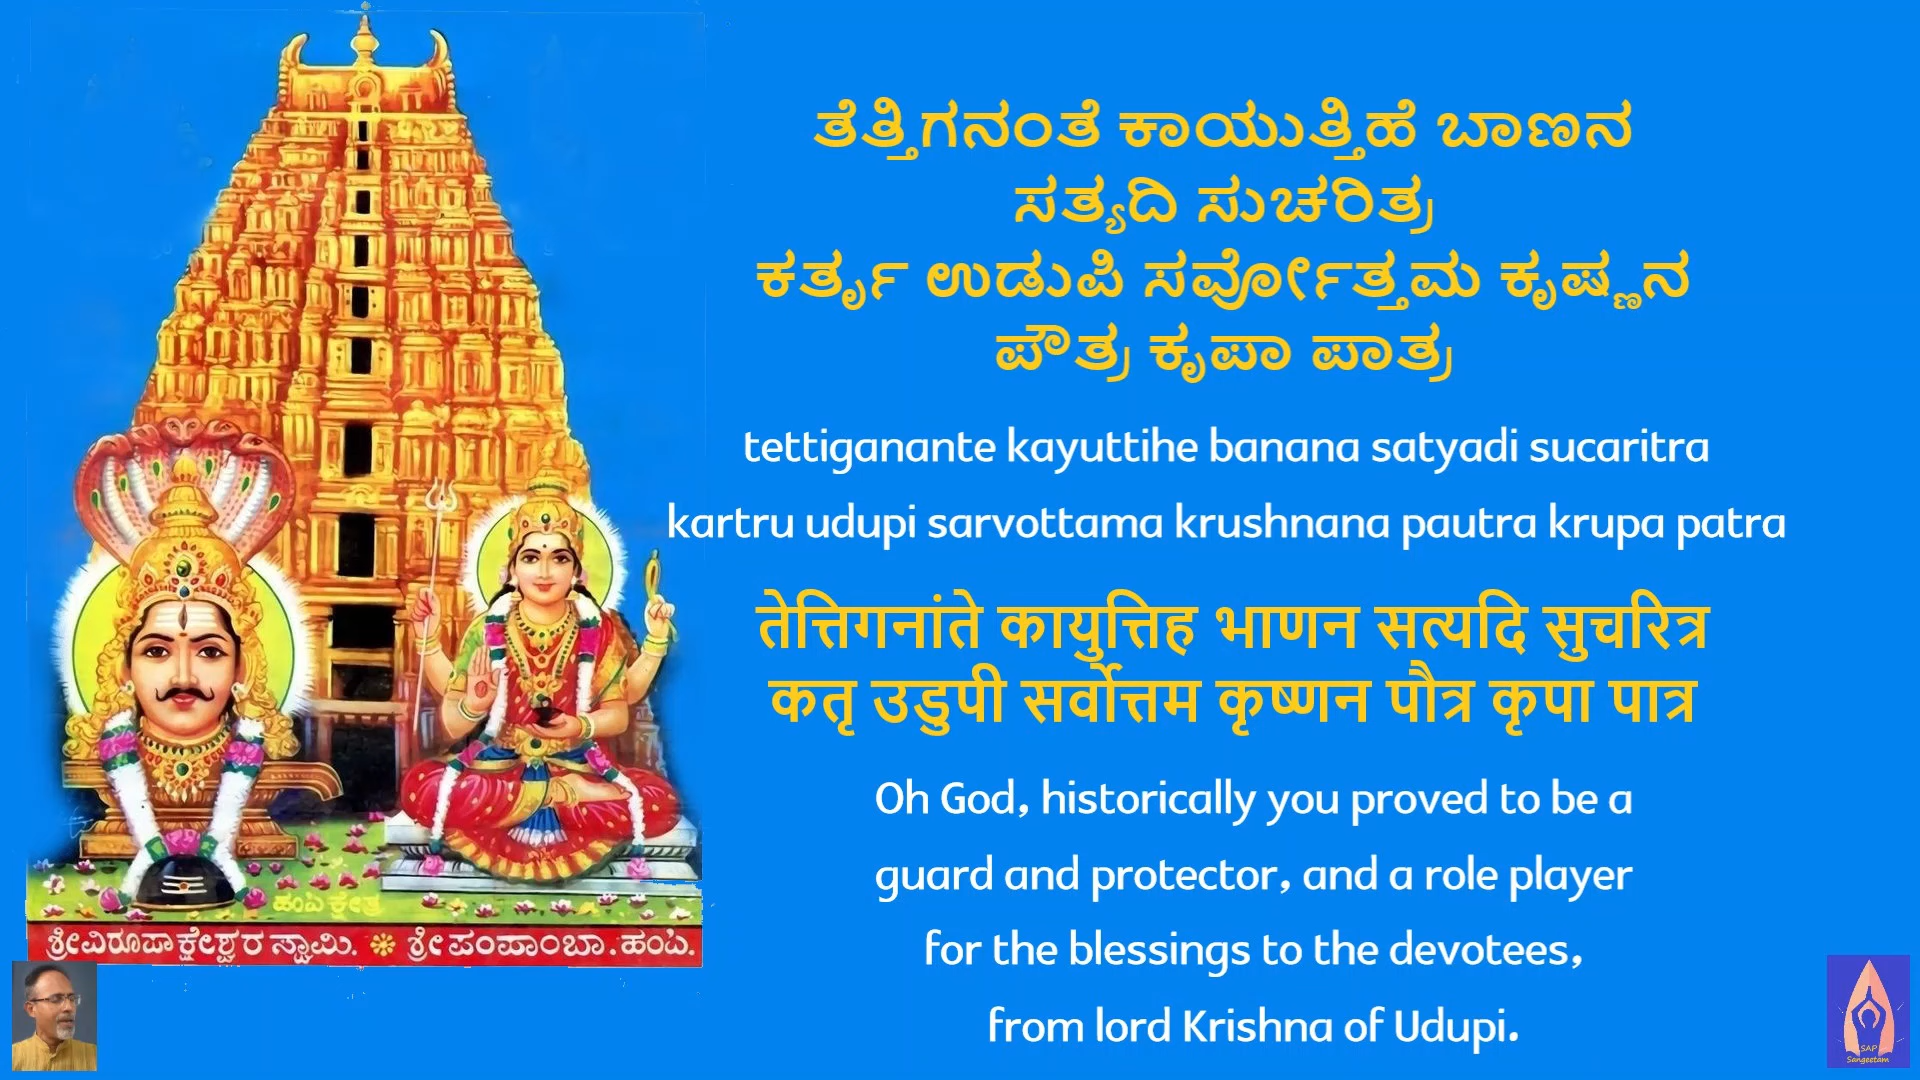 ತೆತ್ತಿಗನಂತೆ ಕಾಯುತ್ತಿಹೆ ಬಾಣನ
ಸತ್ಯದಿ ಸುಚರಿತ್ರ
ಕರ್ತೃ ಉಡುಪಿ ಸರ್ವೋತ್ತಮ ಕೃಷ್ಣನ
ಪೌತ್ರ ಕೃಪಾ ಪಾತ್ರ
tettiganante kayuttihe banana satyadi sucaritra
kartru udupi sarvottama krushnana pautra krupa patra
तेत्तिगनांते कायुत्तिह भाणन सत्यदि सुचरित्र
कतृ उडुपी सर्वोत्तम कृष्णन पौत्र कृपा पात्र
Oh God, historically you proved to be a
guard and protector, and a role player
for the blessings to the devotees,
from lord Krishna of Udupi.
ಹಂಪಿ ಕ್ಷೇತ್ರ
ಶ್ರೀವಿರೂಪಾಕ್ಷೇಶ್ವರ ಸ್ವಾಮಿ. ಶ್ರೀ ಪಂಪಾಂಬಾ. ಹಂಪಿ.
SAP
Sangeetam